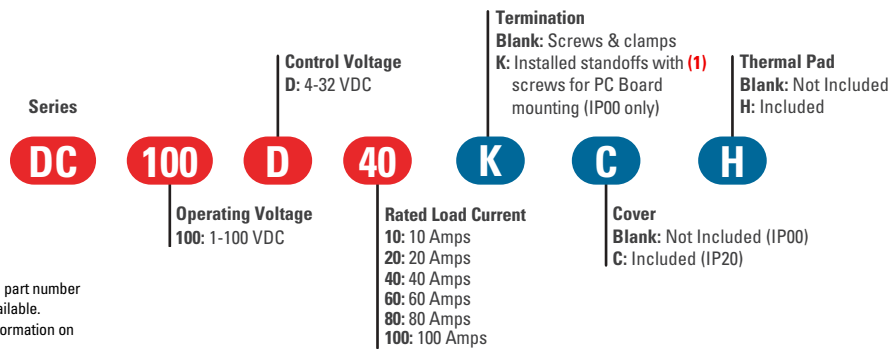 Termination
Blank: Screws & clamps
K: Installed standoffs with (1)
screws for PC Board
mounting (IP00 only)
Control Voltage
D: 4-32 VDC
Thermal Pad
Blank: Not Included
H: Included
Series
DC 100 D 40 K C H
Operating Voltage
100: 1-100 VDC
Rated Load Current
10: 10 Amps
20: 20 Amps
40: 40 Amps
60: 60 Amps
80: 80 Amps
100: 100 Amps
Cover
Blank: Not Included (IP00)
C: Included (IP20)
part number
ailable.
ormation on